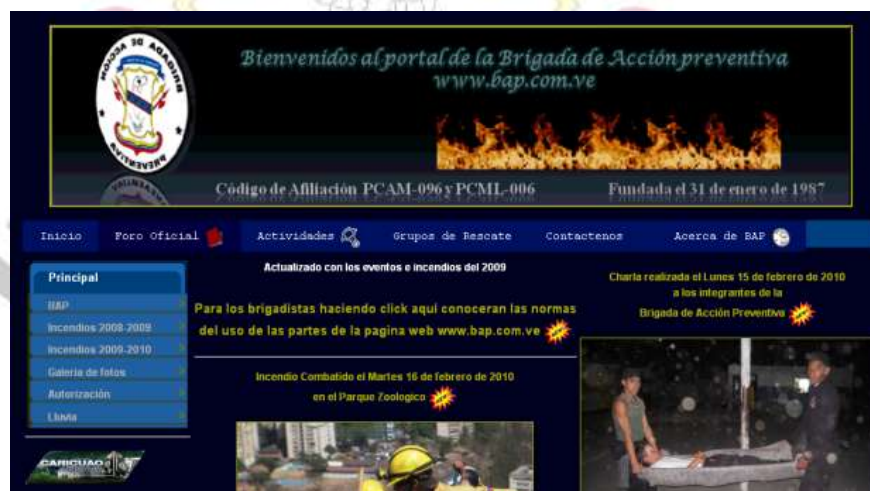 BRIGADA DE ACCIÓN
PREVENTIVA
Bienvenidos al portal de la Brigada de Acción preventiva
www.bap.com.ve
Código de Afiliación PCAM-096 y PCML-006
Fundada el 31 de enero de 1987
Inicio
Foro Oficial
Actividades
Grupos de Rescate
Contactenos
Acerca de BAP
Principal
BAP
Incendios 2008-2009
Incendios 2009-2010
Galeria de fotos
Autorización
Lluvia
CARICUAO
Actualizado con los eventos e incendios del 2009
Para los brigadistas haciendo click aqui conoceran las normas
del uso de las partes de la pagina web www.bap.com.ve
Incendio Combatido el Martes 16 de febrero de 2010
en el Parque Zoologico
Charla realizada el Lunes 15 de febrero de 2010
a los integrantes de la
Brigada de Acción Preventiva